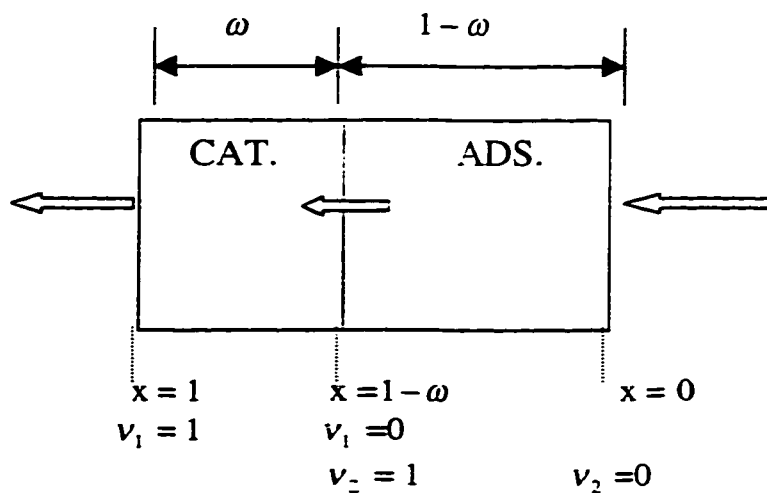 ω 1 − ω
CAT. ADS.
x = 1 x = 1−ω x = 0
ν₁ = 1 ν₁ = 0
ν₂ = 1 ν₂ = 0